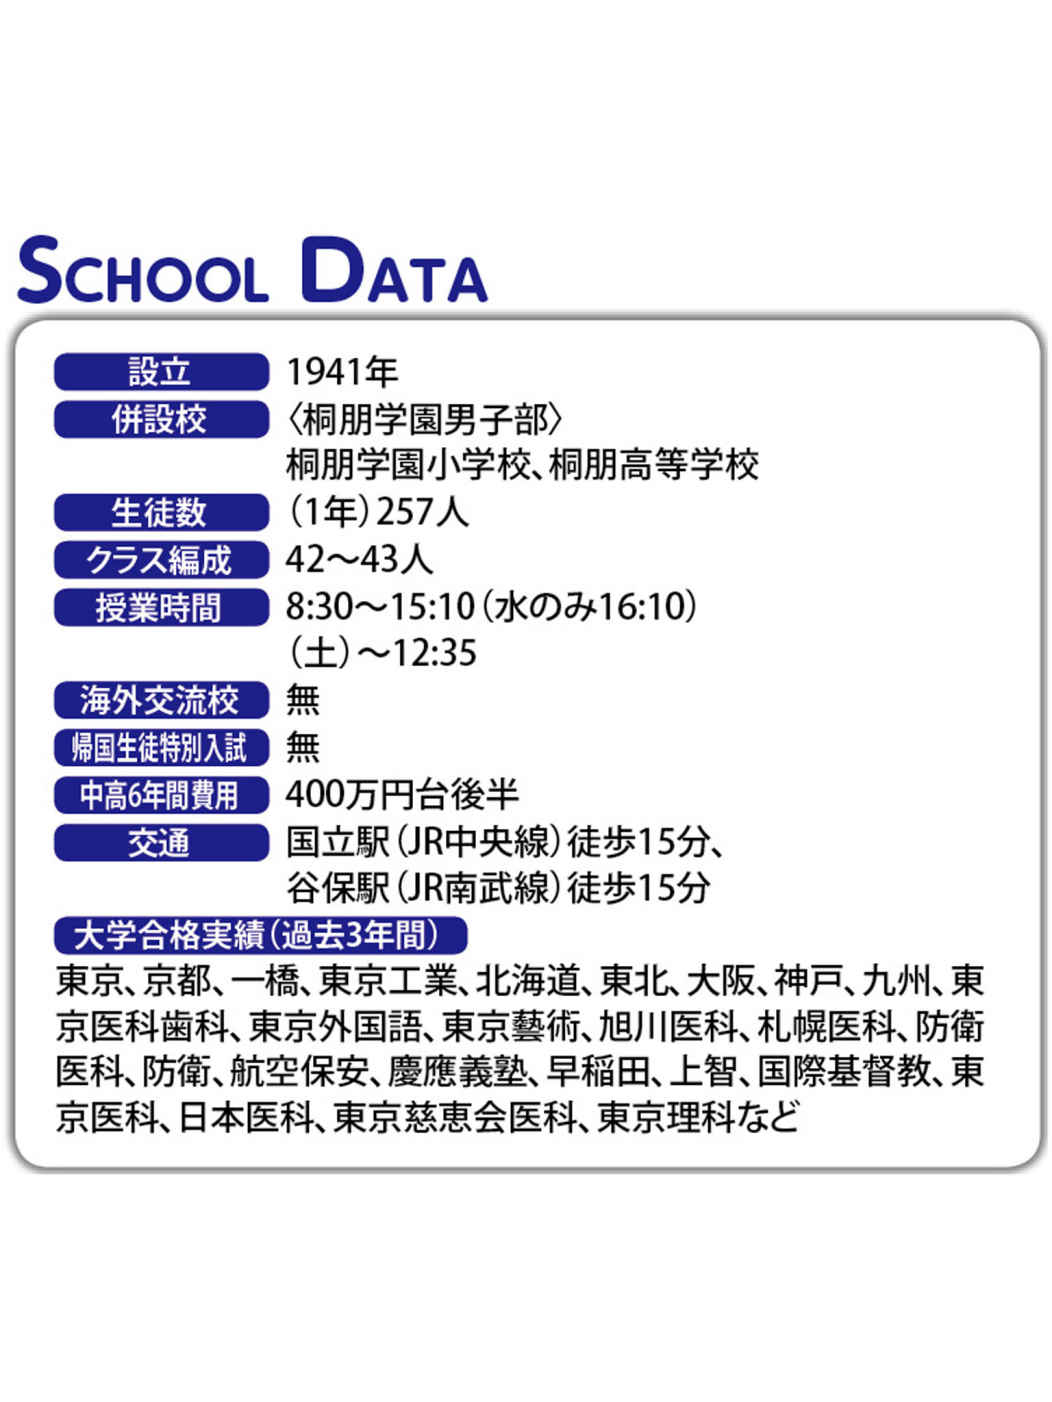 SCHOOL DATA
設立 1941年
併設校 〈桐朋学園男子部〉
桐朋学園小学校、桐朋高等学校
生徒数 (1年)257人
クラス編成 42〜43人
授業時間 8:30〜15:10(水のみ16:10)
(土)〜12:35
海外交流校 無
帰国生徒特別入試 無
中高6年間費用 400万円台後半
交通 国立駅(JR中央線)徒歩15分、
谷保駅(JR南武線)徒歩15分
大学合格実績(過去3年間)
東京、京都、一橋、東京工業、北海道、東北、大阪、神戸、九州、東
京医科歯科、東京外国語、東京藝術、旭川医科、札幌医科、防衛
医科、防衛、航空保安、慶應義塾、早稲田、上智、国際基督教、東
京医科、日本医科、東京慈恵会医科、東京理科など